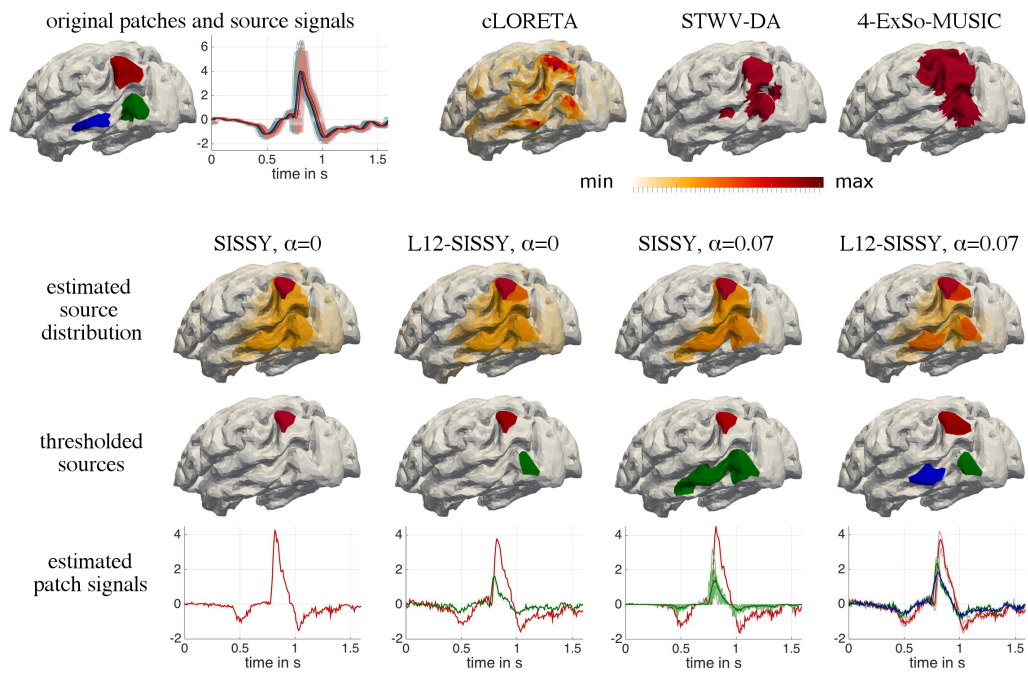 original patches and source signals
cLORETA
STWV-DA
4-ExSo-MUSIC
6
4
2
0
-2
0
0.5
1
1.5
time in s
min
max
SISSY, α=0
L12-SISSY, α=0
SISSY, α=0.07
L12-SISSY, α=0.07
estimated
source
distribution
thresholded
sources
estimated
patch signals
4
2
0
-2
0
0.5
1
1.5
time in s
4
2
0
-2
0
0.5
1
1.5
time in s
4
2
0
-2
0
0.5
1
1.5
time in s
4
2
0
-2
0
0.5
1
1.5
time in s